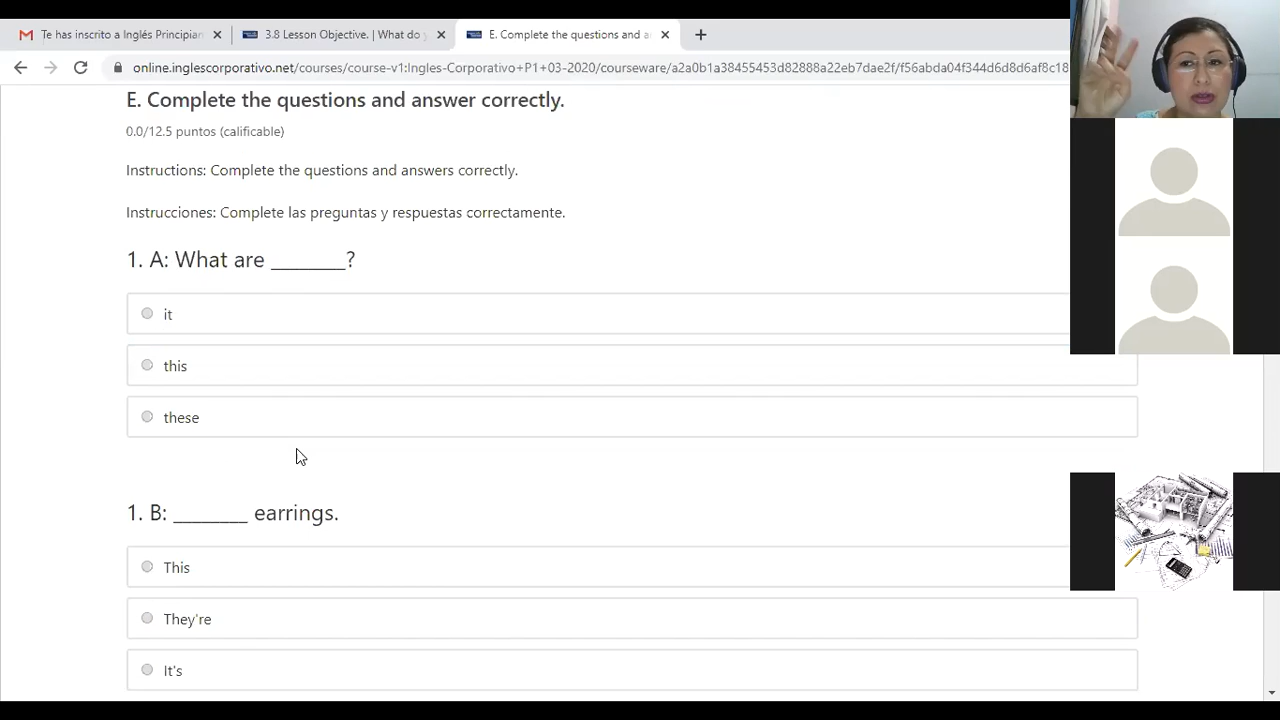 Te has inscrito a Inglés Principian
3.8 Lesson Objective. | What do
E. Complete the questions and a
online.inglescorporativo.net/courses/course-v1:Ingles-Corporativo+P1+03-2020/courseware/a2a0b1a38455453d82888a22eb7dae2f/f56abda04f344d6d8d6af8c18
E. Complete the questions and answer correctly.
0.0/12.5 puntos (calificable)
Instructions: Complete the questions and answers correctly.
Instrucciones: Complete las preguntas y respuestas correctamente.
1. A: What are ________?
it
this
these
1. B: ________ earrings.
This
They're
It's